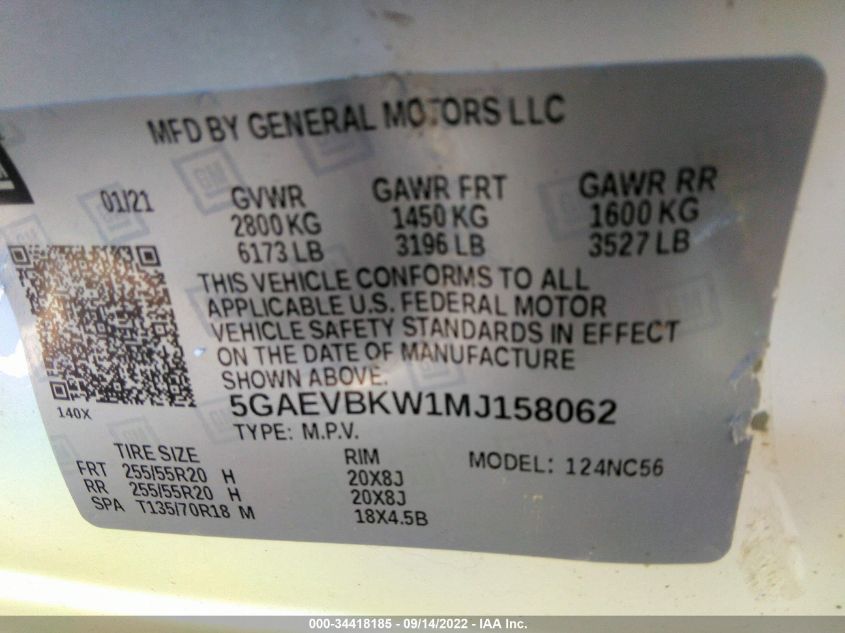 MFD BY GENERAL MOTORS LLC
01/21 GVWR GAWR FRT GAWR RR
2800 KG 1450 KG 1600 KG
6173 LB 3196 LB 3527 LB
THIS VEHICLE CONFORMS TO ALL
APPLICABLE U.S. FEDERAL MOTOR
VEHICLE SAFETY STANDARDS IN EFFECT
ON THE DATE OF MANUFACTURE
SHOWN ABOVE.
140X
5GAEVBKW1MJ158062
TYPE: M.P.V.
TIRE SIZE RIM MODEL: 124NC56
FRT 255/55R20 H 20X8J
RR 255/55R20 H 20X8J
SPA T135/70R18 M 18X4.5B
000-34418185 - 09/14/2022 - IAA Inc.